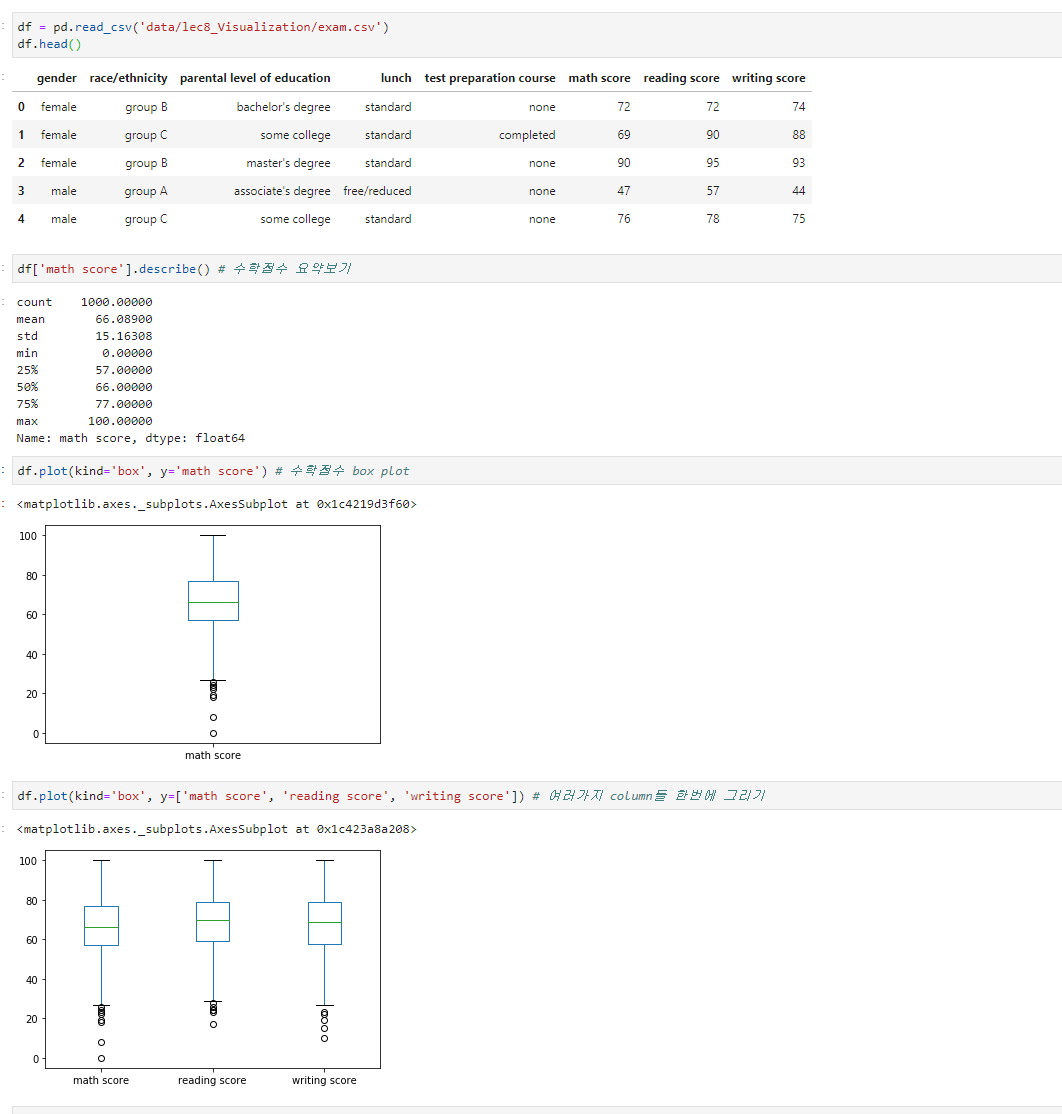 df = pd.read_csv('data/lec8_Visualization/exam.csv')
df.head()
gender race/ethnicity parental level of education lunch test preparation course math score reading score writing score
0 female group B bachelor's degree standard none 72 72 74
1 female group C some college standard completed 69 90 88
2 female group B master's degree standard none 90 95 93
3 male group A associate's degree free/reduced none 47 57 44
4 male group C some college standard none 76 78 75
df['math score'].describe() # 수학점수 요약보기
count 1000.00000
mean 66.08900
std 15.16308
min 0.00000
25% 57.00000
50% 66.00000
75% 77.00000
max 100.00000
Name: math score, dtype: float64
df.plot(kind='box', y='math score') # 수학점수 box plot
<matplotlib.axes._subplots.AxesSubplot at 0x1c4219d3f60>
100
80
60
40
20
0
math score
df.plot(kind='box', y=['math score', 'reading score', 'writing score']) # 여러가지 column들 한번에 그리기
<matplotlib.axes._subplots.AxesSubplot at 0x1c423a8a208>
100
80
60
40
20
0
math score reading score writing score